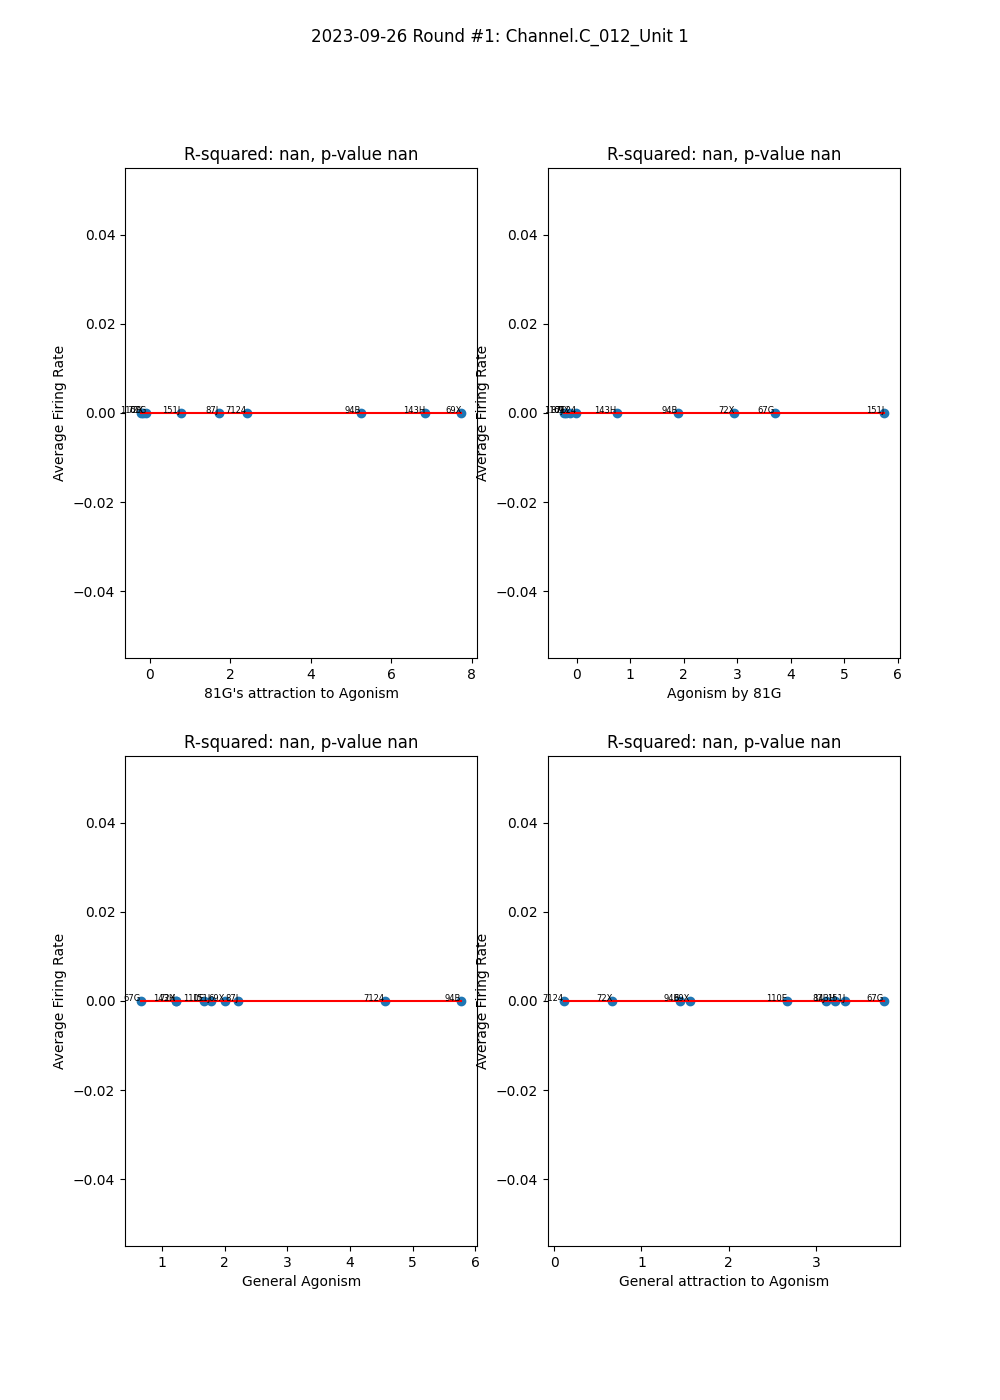 2023-09-26 Round #1: Channel.C_012_Unit 1
R-squared: nan, p-value nan
Average Firing Rate
0.04
0.02
0.00
−0.02
−0.04
151J
87J
7124
94B
143H
69X
0
2
4
6
8
81G's attraction to Agonism
R-squared: nan, p-value nan
Average Firing Rate
0.04
0.02
0.00
−0.02
−0.04
7124
143H
94B
72X
67G
151J
0
1
2
3
4
5
6
Agonism by 81G
R-squared: nan, p-value nan
Average Firing Rate
0.04
0.02
0.00
−0.02
−0.04
67G
69X
87J
7124
94B
1
2
3
4
5
6
General Agonism
R-squared: nan, p-value nan
Average Firing Rate
0.04
0.02
0.00
−0.02
−0.04
7124
72X
94B
69X
110E
151J
67G
0
1
2
3
General attraction to Agonism